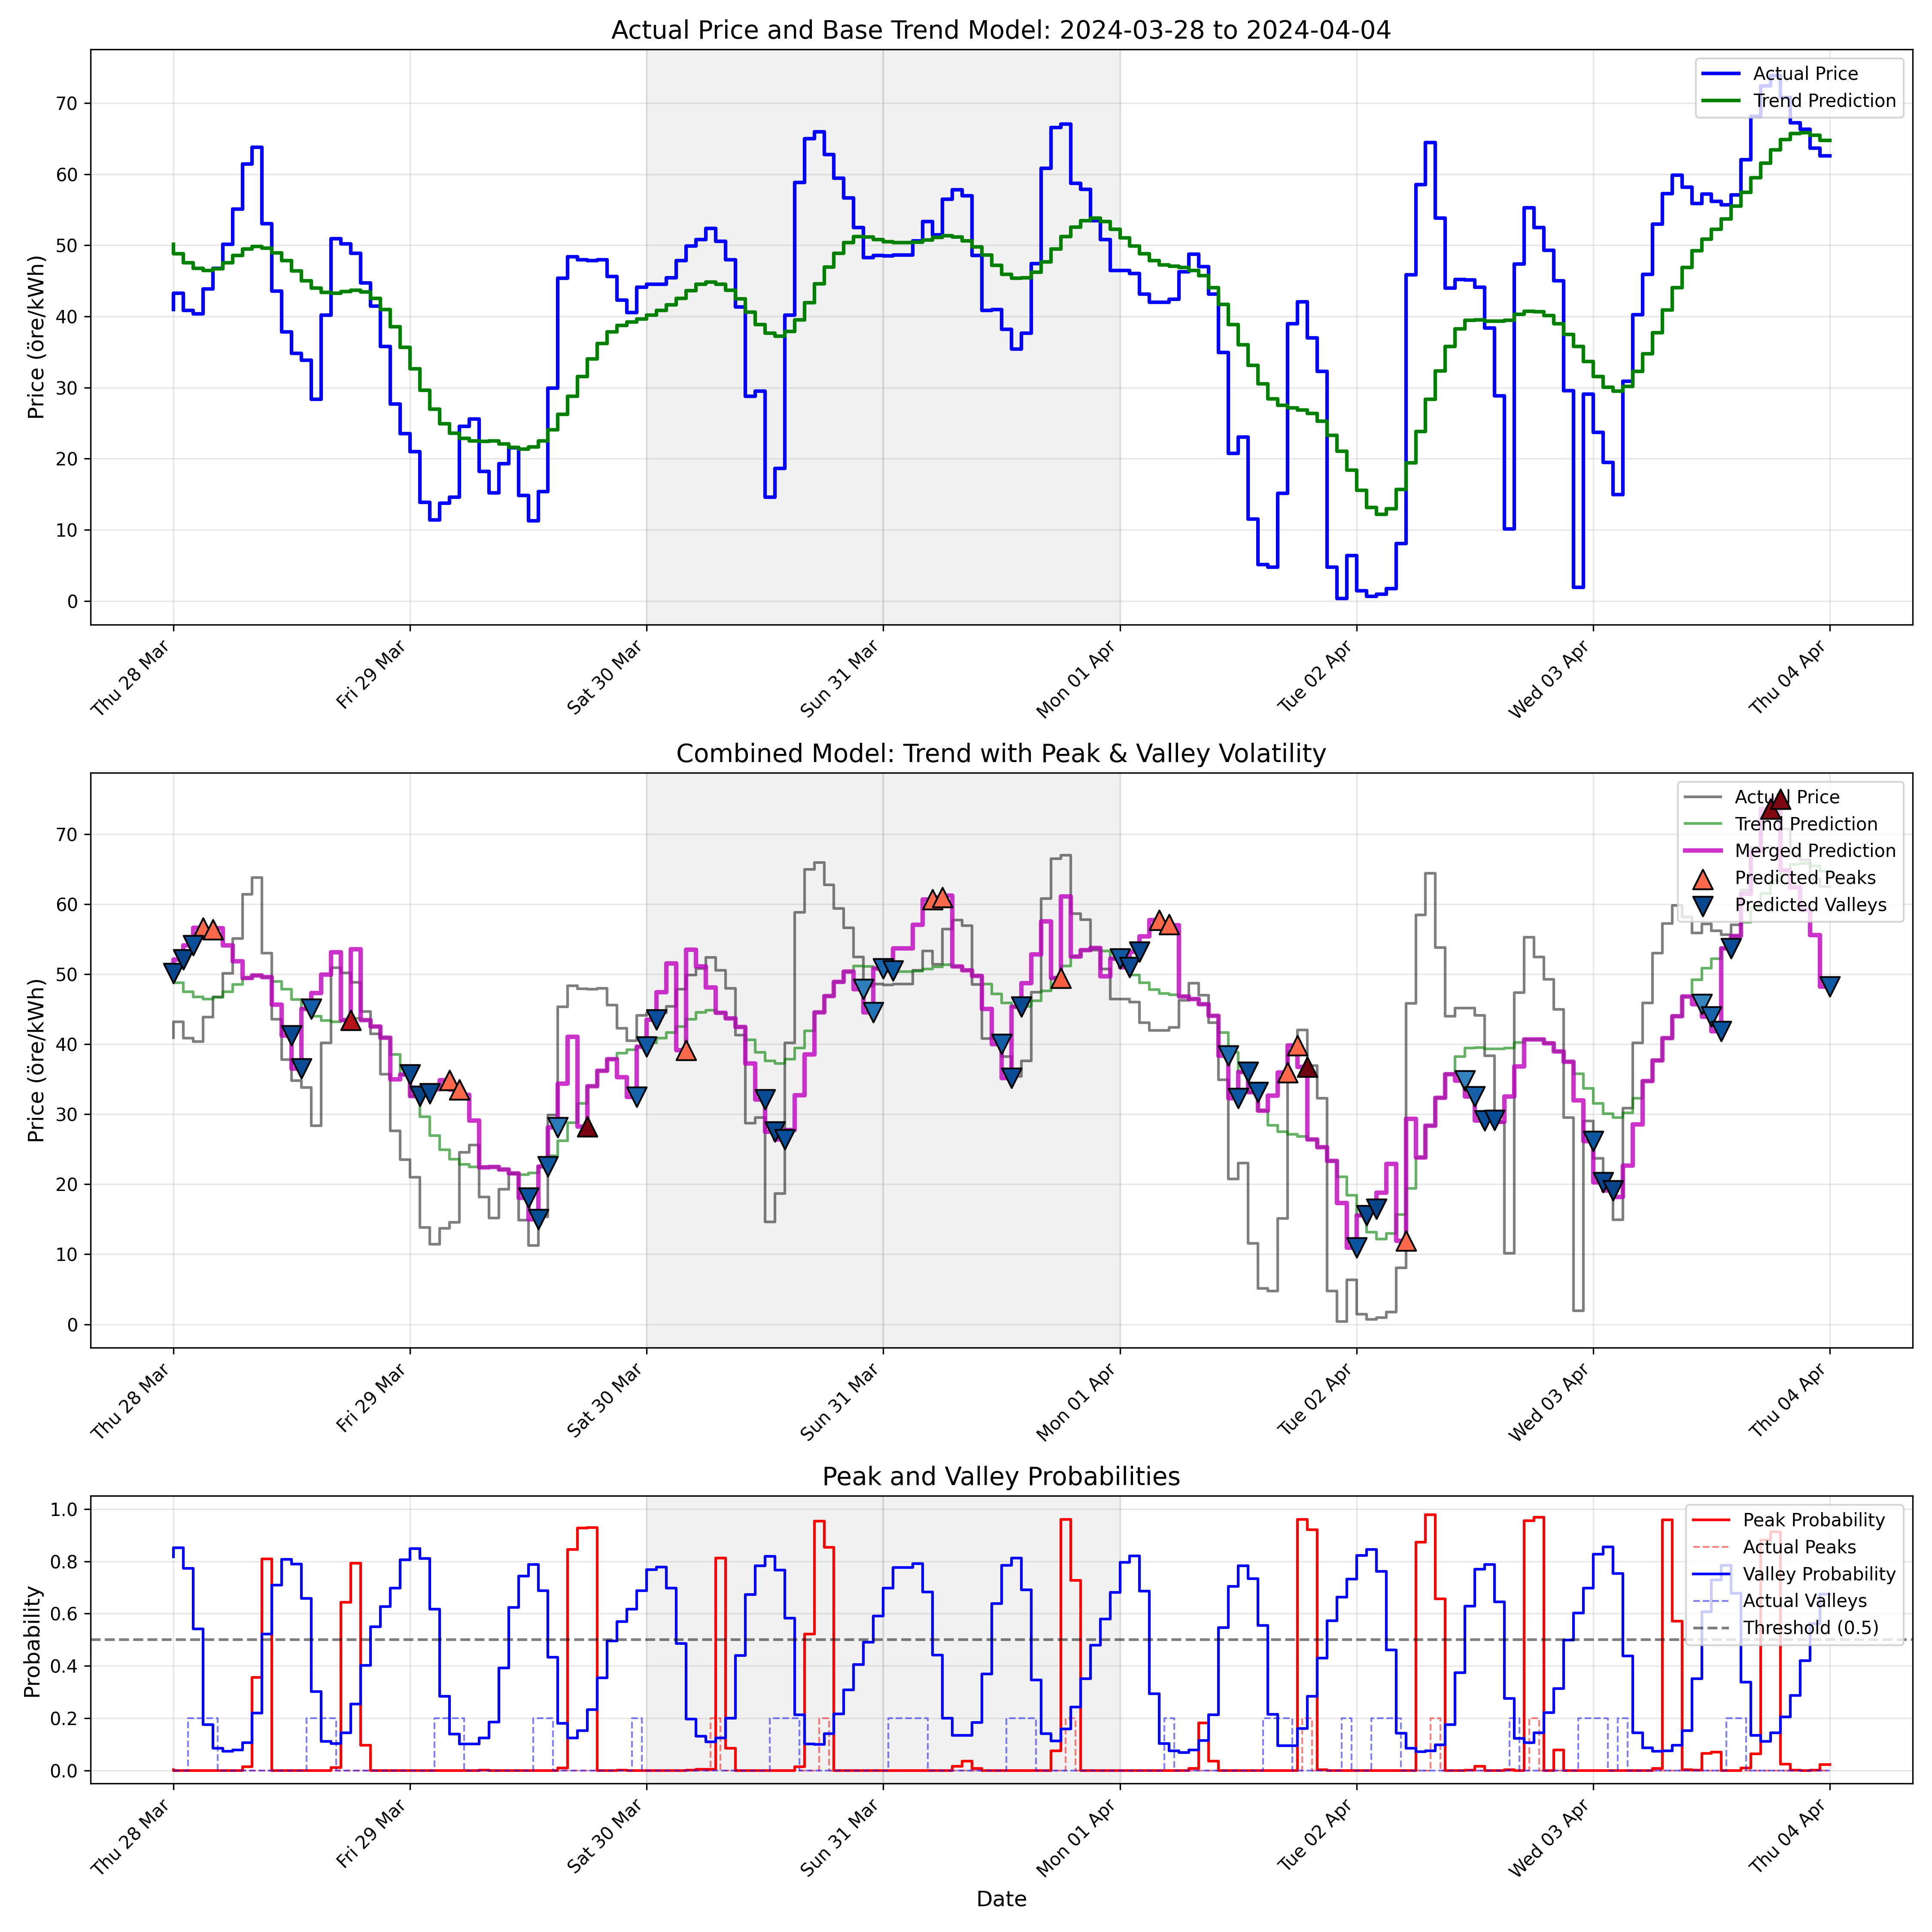 Actual Price and Base Trend Model: 2024-03-28 to 2024-04-04
Price (öre/kWh)
70
60
50
40
30
20
10
0
Actual Price
Trend Prediction
Thu 28 Mar
Fri 29 Mar
Sat 30 Mar
Sun 31 Mar
Mon 01 Apr
Tue 02 Apr
Wed 03 Apr
Thu 04 Apr
Combined Model: Trend with Peak & Valley Volatility
Price (öre/kWh)
70
60
50
40
30
20
10
0
Actual Price
Trend Prediction
Merged Prediction
Predicted Peaks
Predicted Valleys
Thu 28 Mar
Fri 29 Mar
Sat 30 Mar
Sun 31 Mar
Mon 01 Apr
Tue 02 Apr
Wed 03 Apr
Thu 04 Apr
Peak and Valley Probabilities
Probability
1.0
0.8
0.6
0.4
0.2
0.0
Peak Probability
Actual Peaks
Valley Probability
Actual Valleys
Threshold (0.5)
Thu 28 Mar
Fri 29 Mar
Sat 30 Mar
Sun 31 Mar
Mon 01 Apr
Tue 02 Apr
Wed 03 Apr
Thu 04 Apr
Date